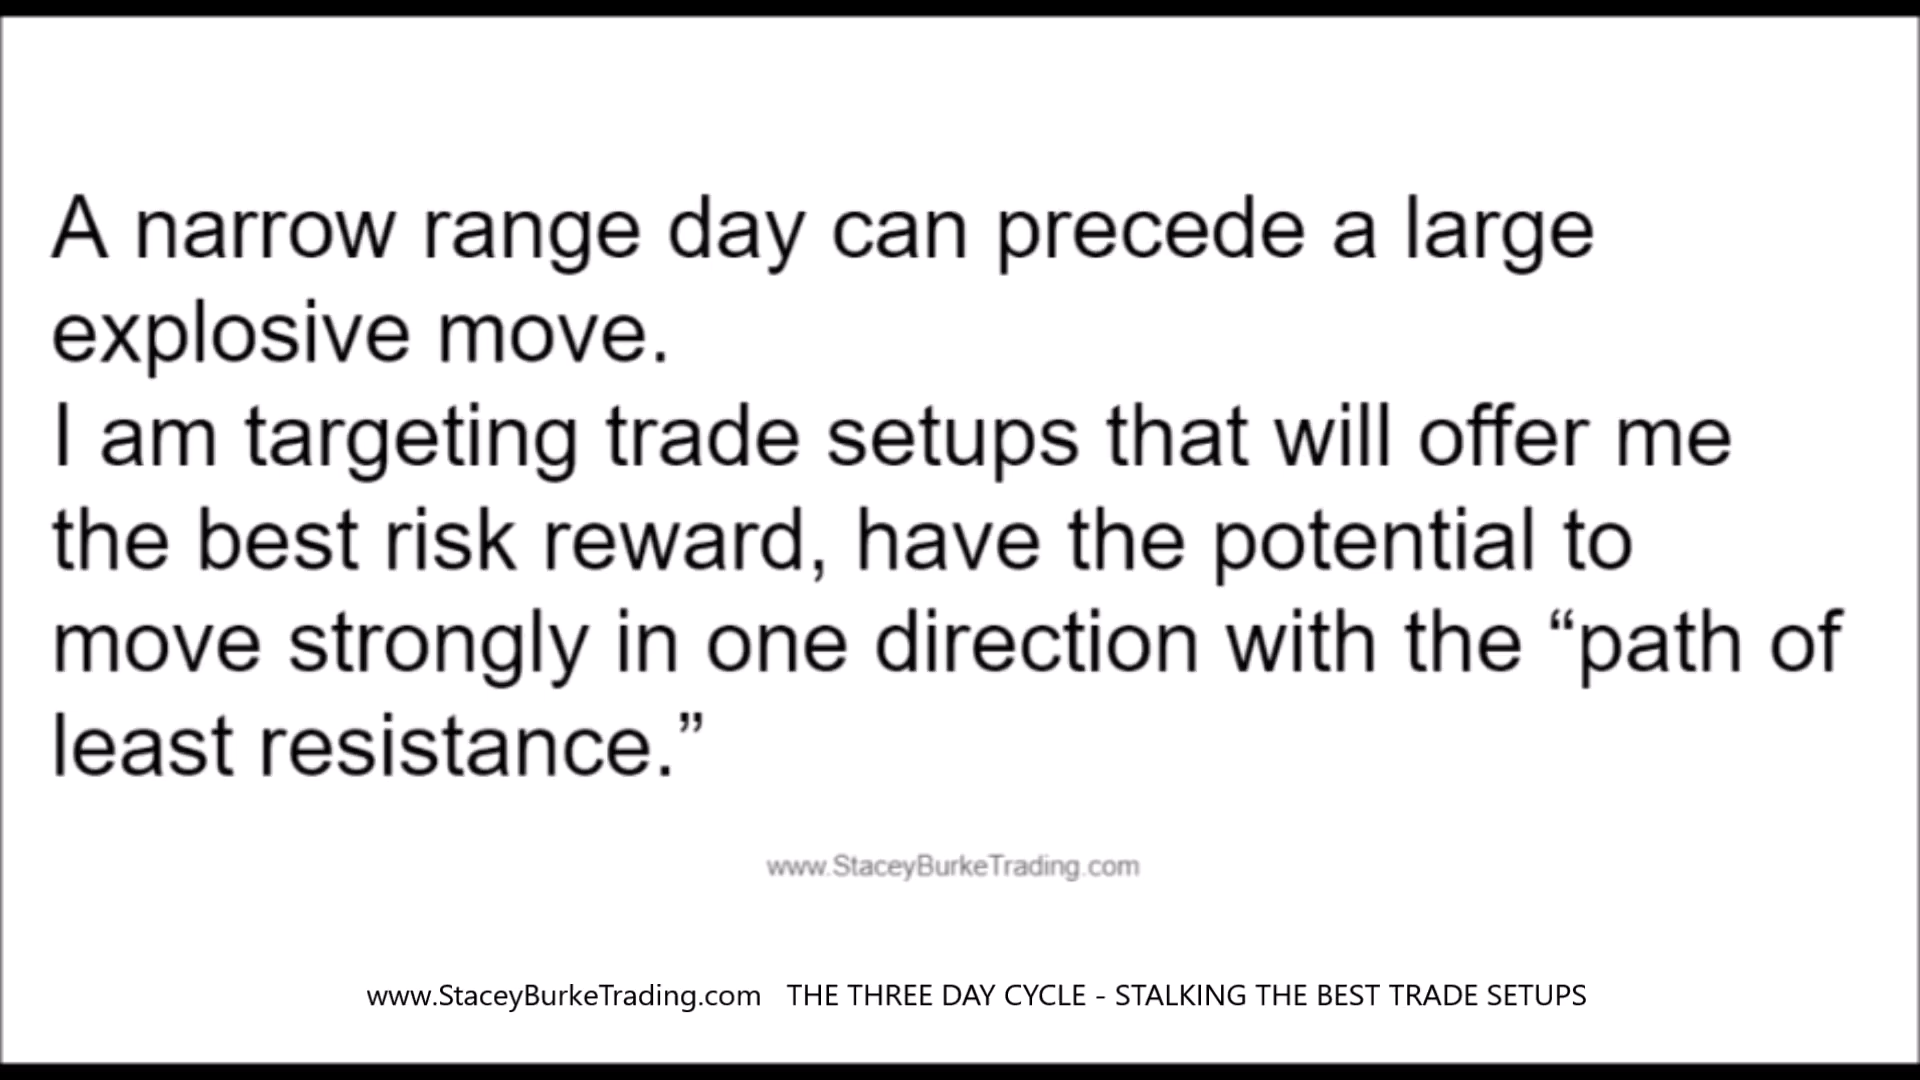 A narrow range day can precede a large
explosive move.
I am targeting trade setups that will offer me
the best risk reward, have the potential to
move strongly in one direction with the “path of
least resistance.”
www.StaceyBurkeTrading.com
www.StaceyBurkeTrading.com THE THREE DAY CYCLE - STALKING THE BEST TRADE SETUPS